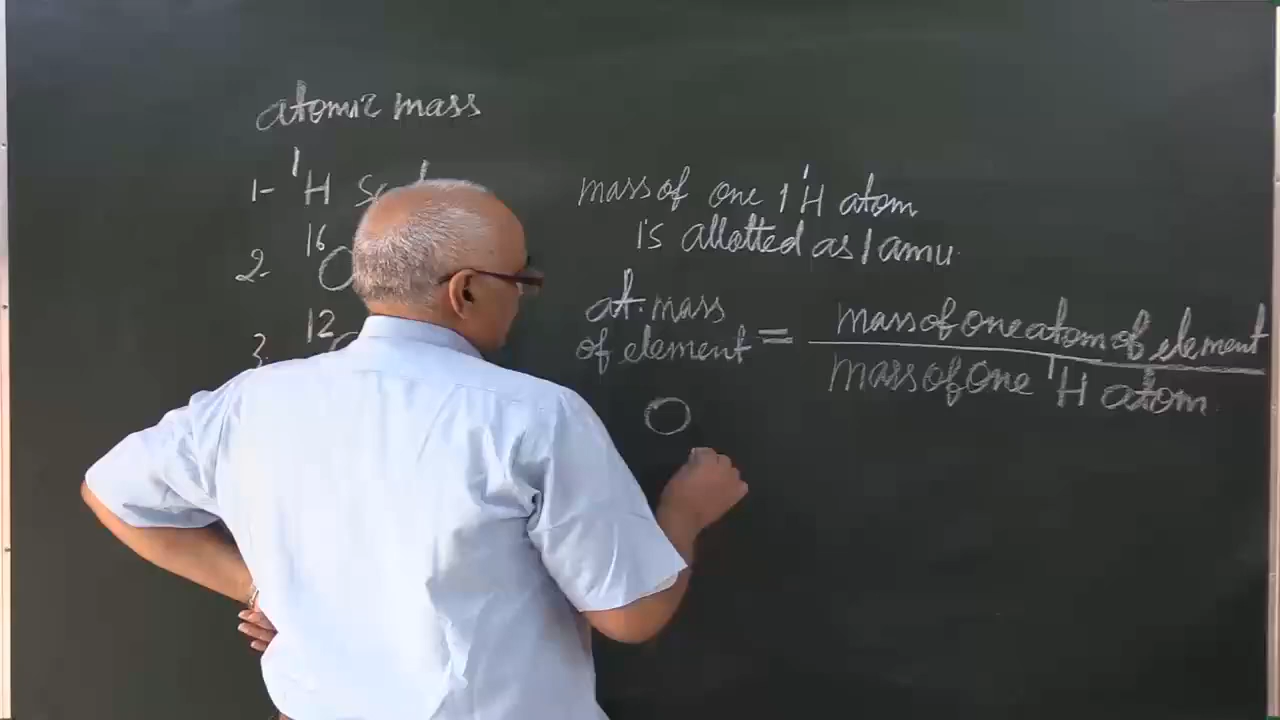 atomic mass
1- ¹H
2- ¹⁶O
3. ¹²
mass of one ¹H atom
is allotted as 1 amu.
at. mass
of element = mass of one atom of element
mass of one ¹H atom.
O